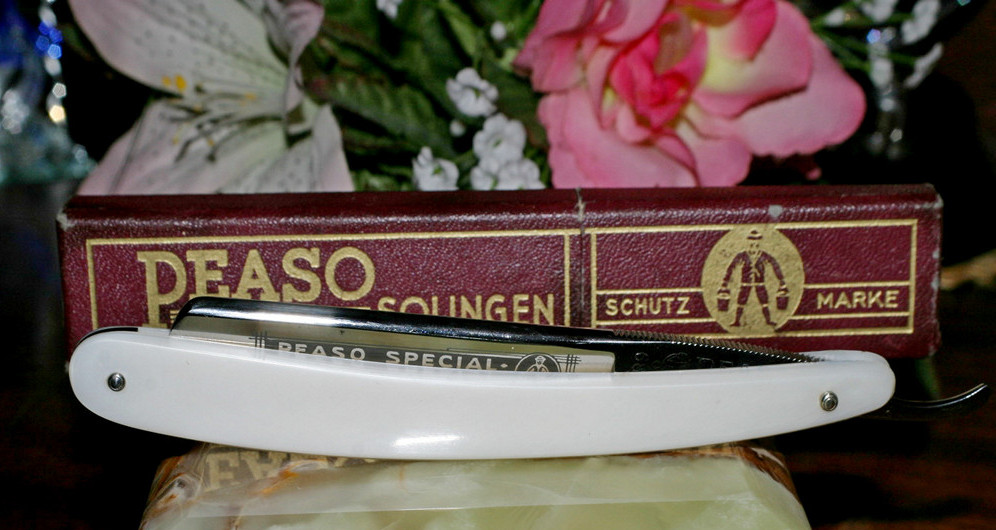 PEASO
SOLINGEN
SCHUTZ
MARKE
PEASO SPECIAL